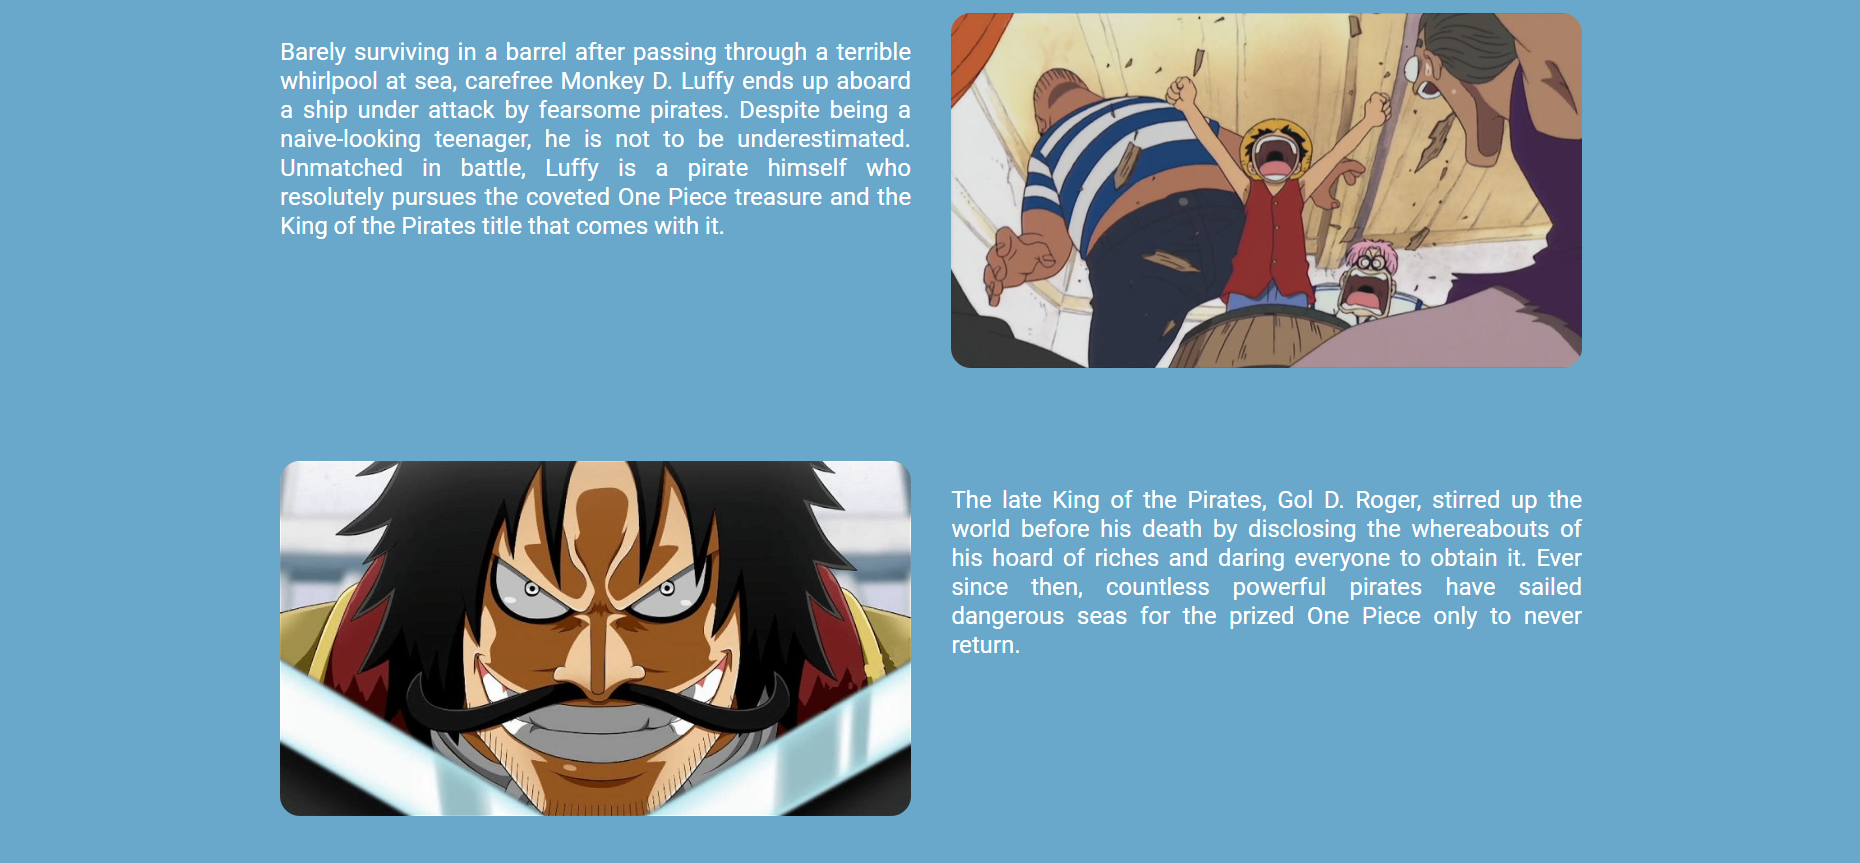 Barely surviving in a barrel after passing through a terrible
whirlpool at sea, carefree Monkey D. Luffy ends up aboard
a ship under attack by fearsome pirates. Despite being a
naive-looking teenager, he is not to be underestimated.
Unmatched in battle, Luffy is a pirate himself who
resolutely pursues the coveted One Piece treasure and the
King of the Pirates title that comes with it.
The late King of the Pirates, Gol D. Roger, stirred up the
world before his death by disclosing the whereabouts of
his hoard of riches and daring everyone to obtain it. Ever
since then, countless powerful pirates have sailed
dangerous seas for the prized One Piece only to never
return.